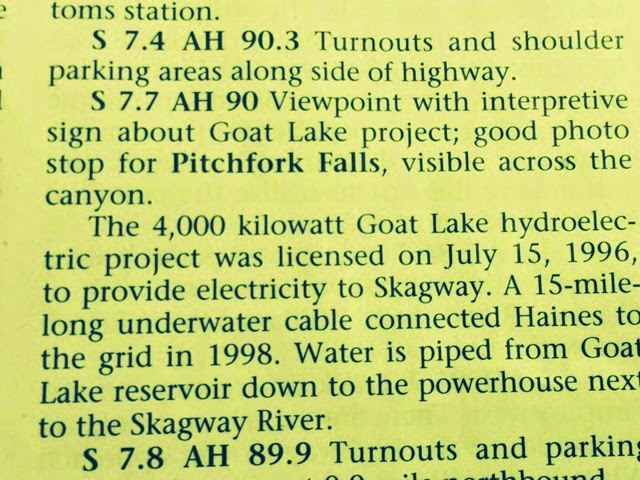 toms station.
S 7.4 AH 90.3 Turnouts and shoulder
parking areas along side of highway.
S 7.7 AH 90 Viewpoint with interpretive
sign about Goat Lake project; good photo
stop for Pitchfork Falls, visible across the
canyon.
The 4,000 kilowatt Goat Lake hydroelec-
tric project was licensed on July 15, 1996,
to provide electricity to Skagway. A 15-mile-
long underwater cable connected Haines to
the grid in 1998. Water is piped from Goat
Lake reservoir down to the powerhouse next
to the Skagway River.
S 7.8 AH 89.9 Turnouts and parking
0.9 mile northbound